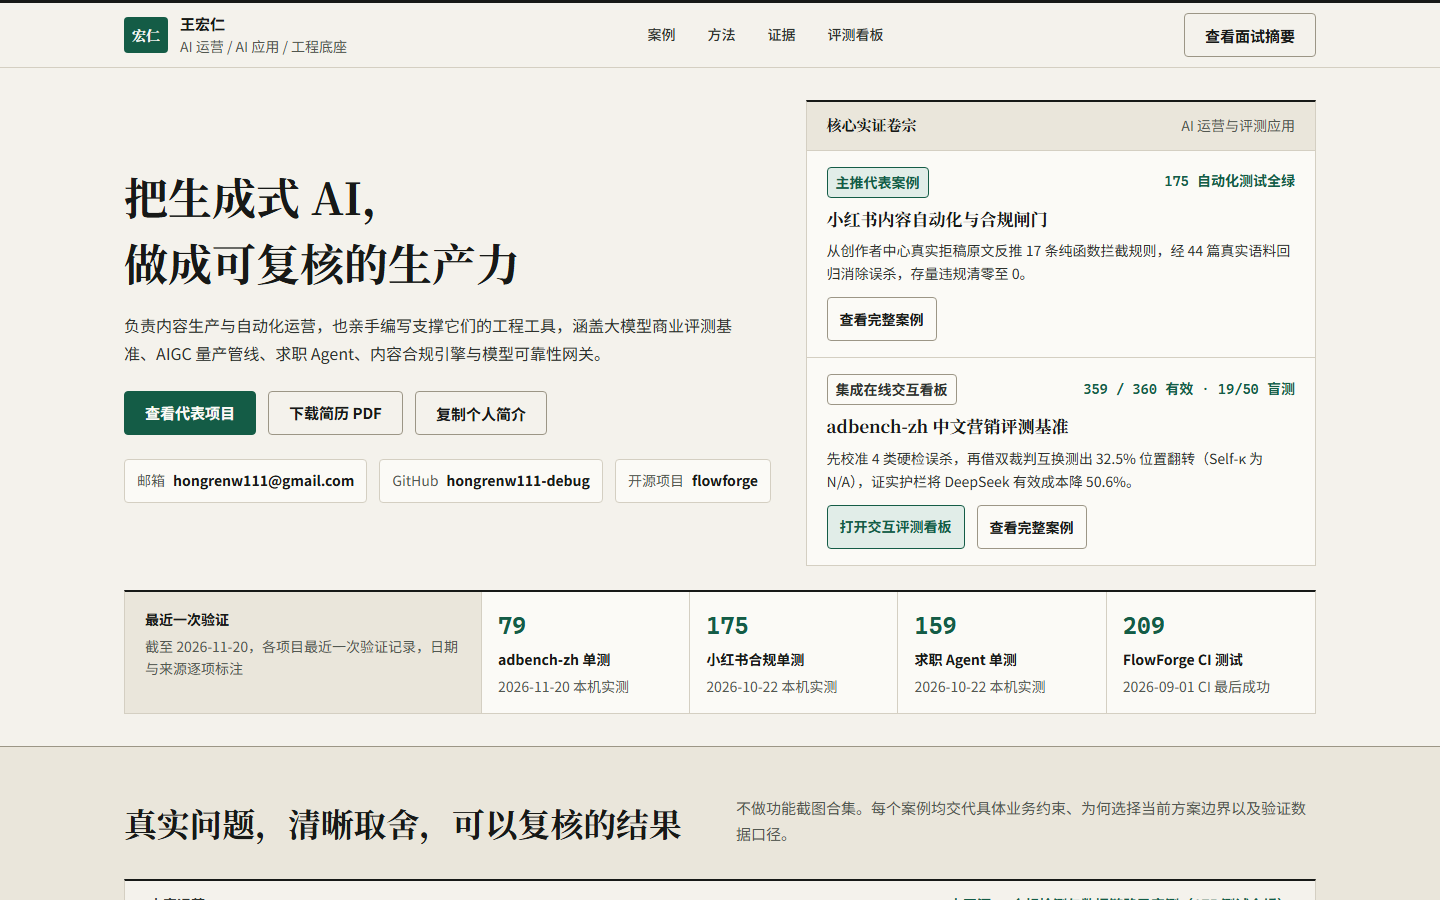 宏仁
王宏仁
AI 运营 / AI 应用 / 工程底座
案例
方法
证据
评测看板
查看面试摘要
把生成式 AI,
做成可复核的生产力
负责内容生产与自动化运营，也亲手编写支撑它们的工程工具，涵盖大模型商业评测基
准、AIGC 量产管线、求职 Agent、内容合规引擎与模型可靠性网关。
查看代表项目
下载简历 PDF
复制个人简介
邮箱 hongrenw111@gmail.com
GitHub hongrenw111-debug
开源项目 flowforge
核心实证卷宗
AI 运营与评测应用
主推代表案例
175 自动化测试全绿
小红书内容自动化与合规闸门
从创作者中心真实拒稿原文反推 17 条纯函数拦截规则，经 44 篇真实语料回
归消除误杀，存量违规清零至 0。
查看完整案例
集成在线交互看板
359 / 360 有效 · 19/50 盲测
adbench-zh 中文营销评测基准
先校准 4 类硬检误杀，再借双裁判互换测出 32.5% 位置翻转（Self-κ 为
N/A），证实护栏将 DeepSeek 有效成本降 50.6%。
打开交互评测看板
查看完整案例
最近一次验证
截至 2026-11-20，各项目最近一次验证记录，日期
与来源逐项标注
79
adbench-zh 单测
2026-11-20 本机实测
175
小红书合规单测
2026-10-22 本机实测
159
求职 Agent 单测
2026-10-22 本机实测
209
FlowForge CI 测试
2026-09-01 CI 最后成功
真实问题，清晰取舍，可以复核的结果
不做功能截图合集。每个案例均交代具体业务约束、为何选择当前方案边界以及验证数
据口径。